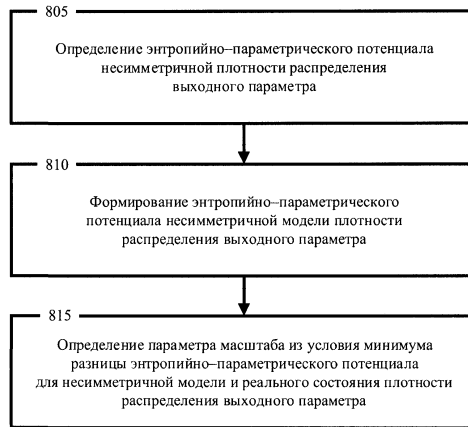 805
Определение энтропийно–параметрического потенциала
несимметричной плотности распределения
выходного параметра
810
Формирование энтропийно–параметрического
потенциала несимметричной модели плотности
распределения выходного параметра
815
Определение параметра масштаба из условия минимума
разницы энтропийно–параметрического потенциала
для несимметричной модели и реального состояния плотности
распределения выходного параметра